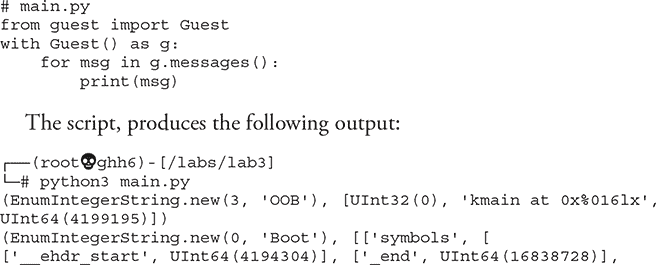 # main.py
from guest import Guest
with Guest() as g:
    for msg in g.messages():
        print(msg)
The script, produces the following output:
┌──(root💀ghh6)-[/labs/lab3]
└─# python3 main.py
(EnumIntegerString.new(3, 'OOB'), [UInt32(0), 'kmain at 0x%016lx',
UInt64(4199195)])
(EnumIntegerString.new(0, 'Boot'), [['symbols', [
['__ehdr_start', UInt64(4194304)], ['_end', UInt64(16838728)],